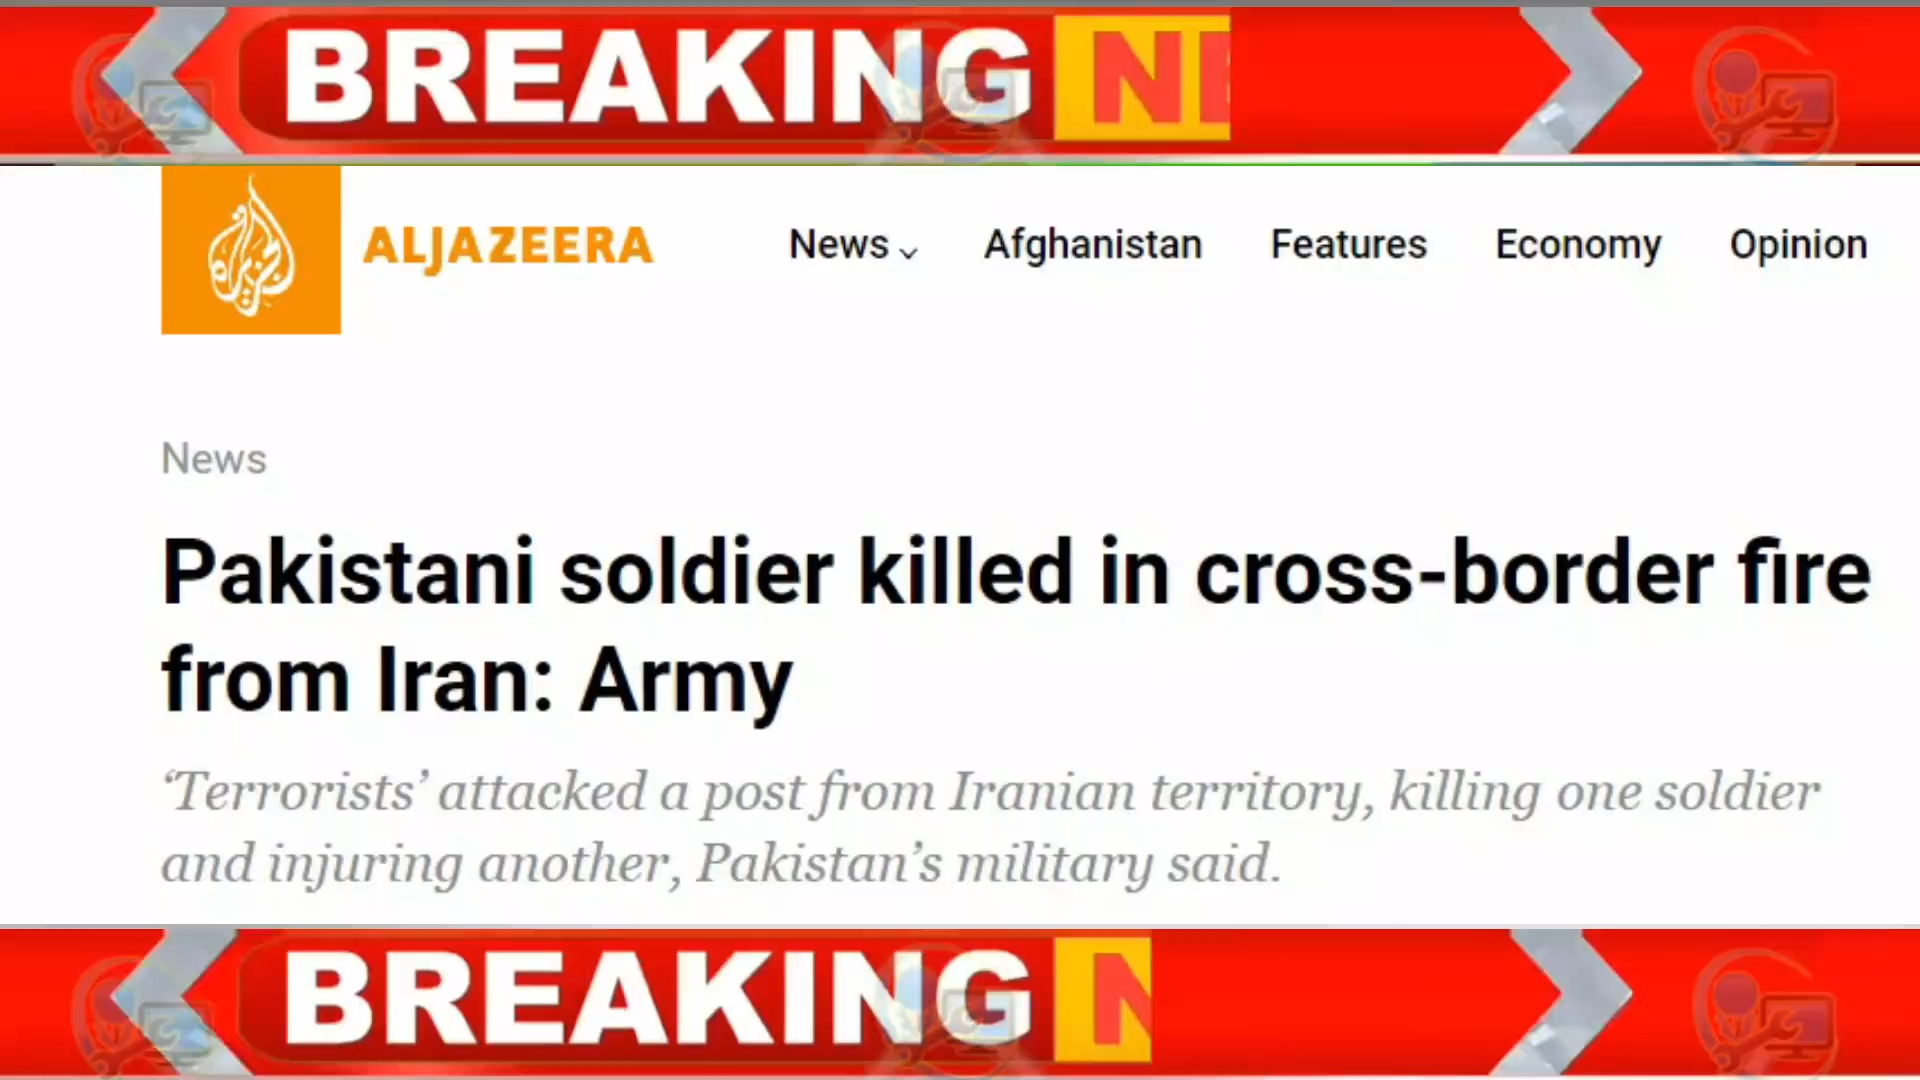 BREAKING NE
ALJAZEERA
News Afghanistan Features Economy Opinion
News
Pakistani soldier killed in cross-border fire
from Iran: Army
‘Terrorists’ attacked a post from Iranian territory, killing one soldier
and injuring another, Pakistan’s military said.
BREAKING N